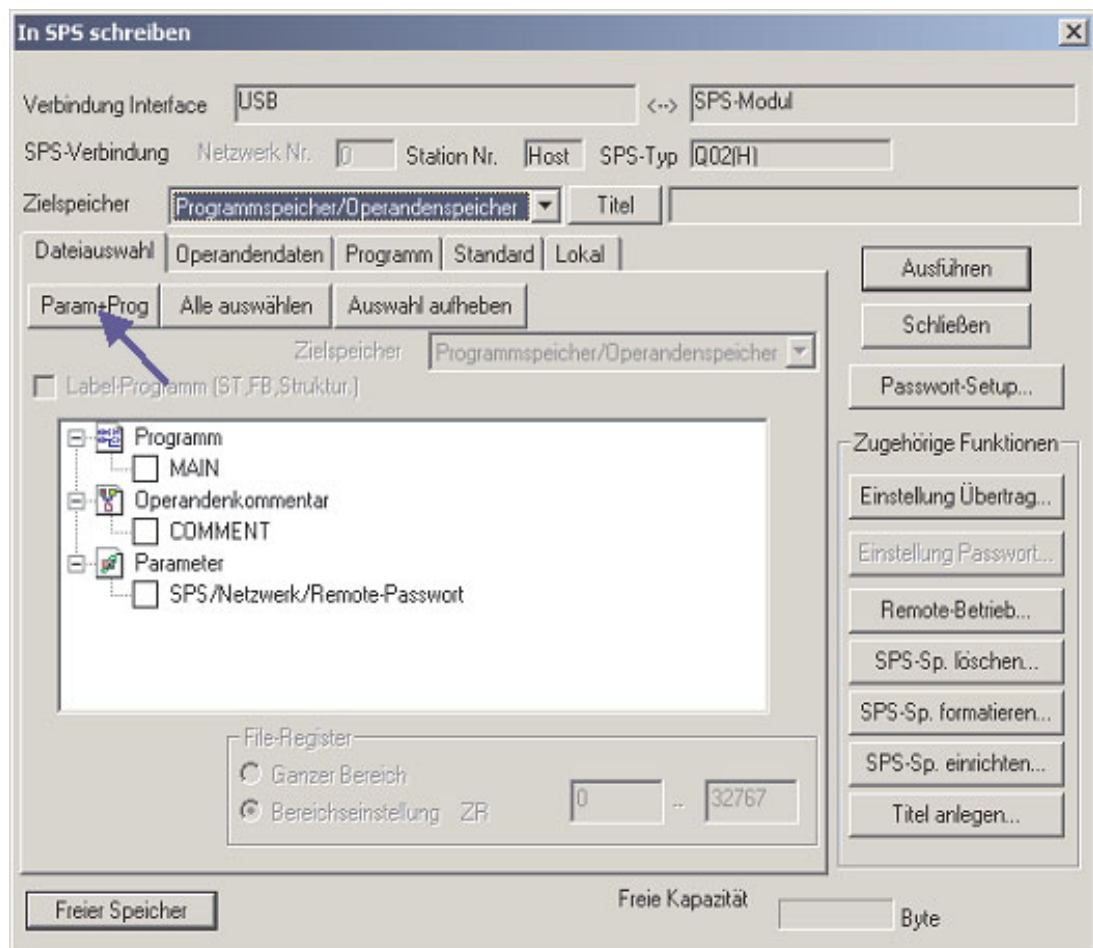 In SPS schreiben
Verbindung Interface USB <--> SPS-Modul
SPS-Verbindung Netzwerk Nr. 0 Station Nr. Host SPS-Typ Q02(H)
Zielspeicher Programmspeicher/Operandenspeicher Titel
Dateiauswahl Operandendaten Programm Standard Lokal
Param+Prog Alle auswählen Auswahl aufheben
Zielspeicher Programmspeicher/Operandenspeicher
Label-Programm (ST,FB,Struktur.)
Programm
MAIN
Operandenkommentar
COMMENT
Parameter
SPS/Netzwerk/Remote-Passwort
File-Register
Ganzer Bereich
Bereichseinstellung ZR 0 .. 32767
Ausführen
Schließen
Passwort-Setup...
Zugehörige Funktionen
Einstellung Übertrag...
Einstellung Passwort...
Remote-Betrieb...
SPS-Sp. löschen...
SPS-Sp. formatieren...
SPS-Sp. einrichten...
Titel anlegen...
Freier Speicher Freie Kapazität Byte